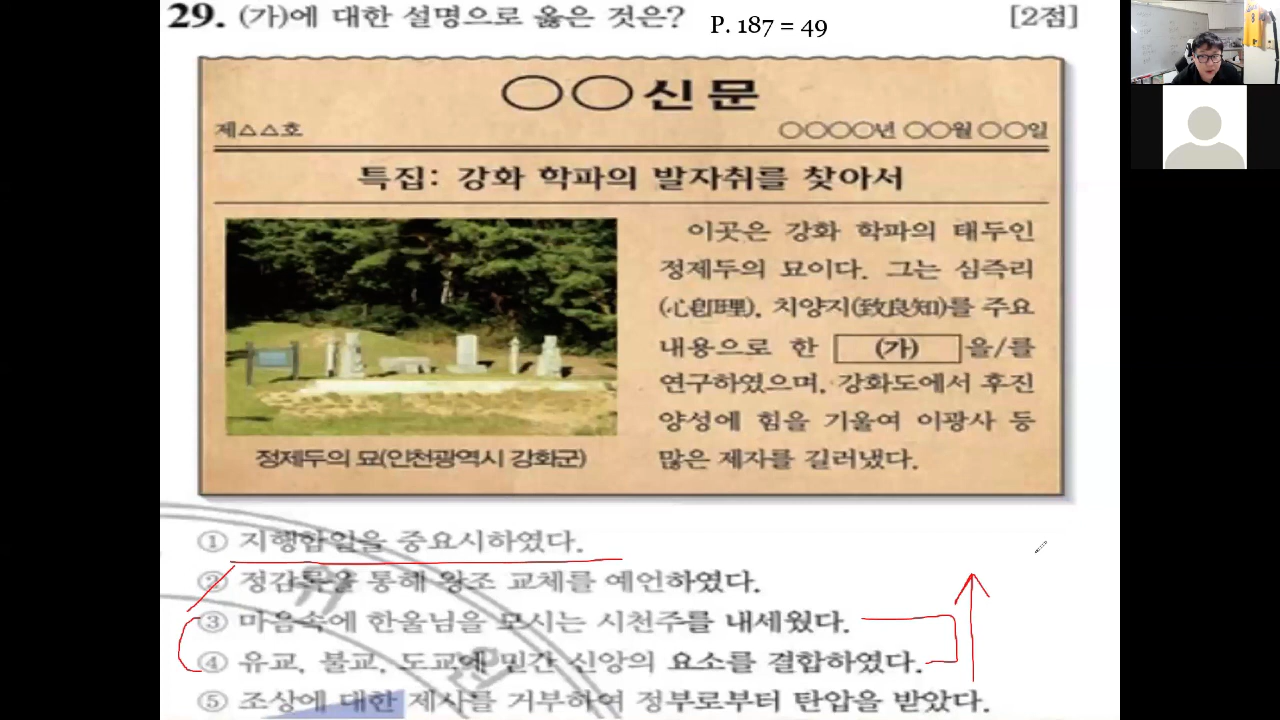 29. (가)에 대한 설명으로 옳은 것은? P. 187 = 49 [2점]
○○신문
제△△호 ○○○○년 ○○월 ○○일
특집: 강화 학파의 발자취를 찾아서
이곳은 강화 학파의 태두인
정제두의 묘이다. 그는 심즉리
(心卽理), 치양지(致良知)를 주요
내용으로 한 (가) 을/를
연구하였으며, 강화도에서 후진
양성에 힘을 기울여 이광사 등
많은 제자를 길러냈다.
정제두의 묘(인천광역시 강화군)
① 지행합일을 중요시하였다.
② 정감록을 통해 왕조 교체를 예언하였다.
③ 마음속에 한울님을 모시는 시천주를 내세웠다.
④ 유교, 불교, 도교에 민간 신앙의 요소를 결합하였다.
⑤ 조상에 대한 제사를 거부하여 정부로부터 탄압을 받았다.